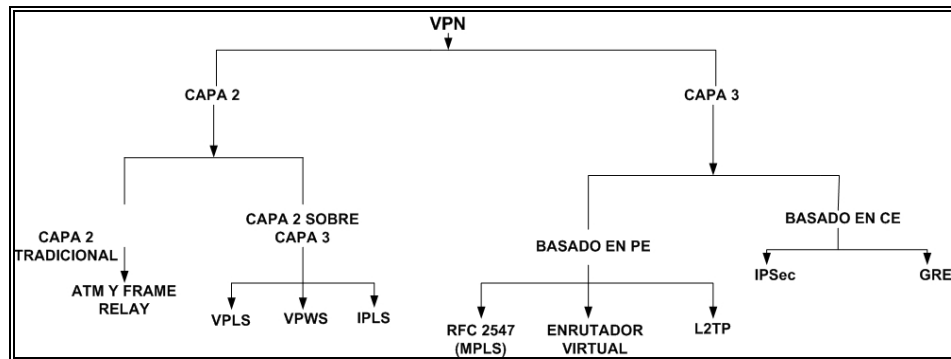 VPN
CAPA 2
CAPA 3
CAPA 2
TRADICIONAL
ATM Y FRAME
RELAY
CAPA 2 SOBRE
CAPA 3
VPLS
VPWS
IPLS
BASADO EN PE
RFC 2547
(MPLS)
ENRUTADOR
VIRTUAL
L2TP
BASADO EN CE
IPSec
GRE